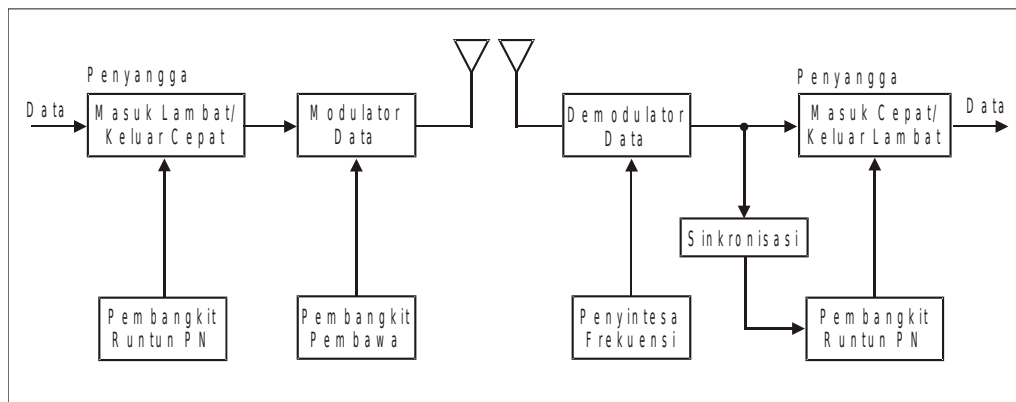 Penyangga
Data
Masuk Lambat/
Keluar Cepat
Modulator
Data
Demodulator
Data
Penyangga
Masuk Cepat/
Keluar Lambat
Data
Sinkronisasi
Pembangkit
Runtun PN
Pembangkit
Pembawa
Penyintesa
Frekuensi
Pembangkit
Runtun PN